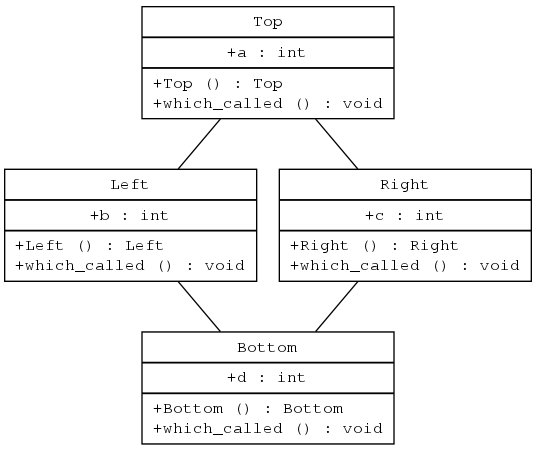 Top
+a : int
+Top () : Top
+which_called () : void
Left
+b : int
+Left () : Left
+which_called () : void
Right
+c : int
+Right () : Right
+which_called () : void
Bottom
+d : int
+Bottom () : Bottom
+which_called () : void